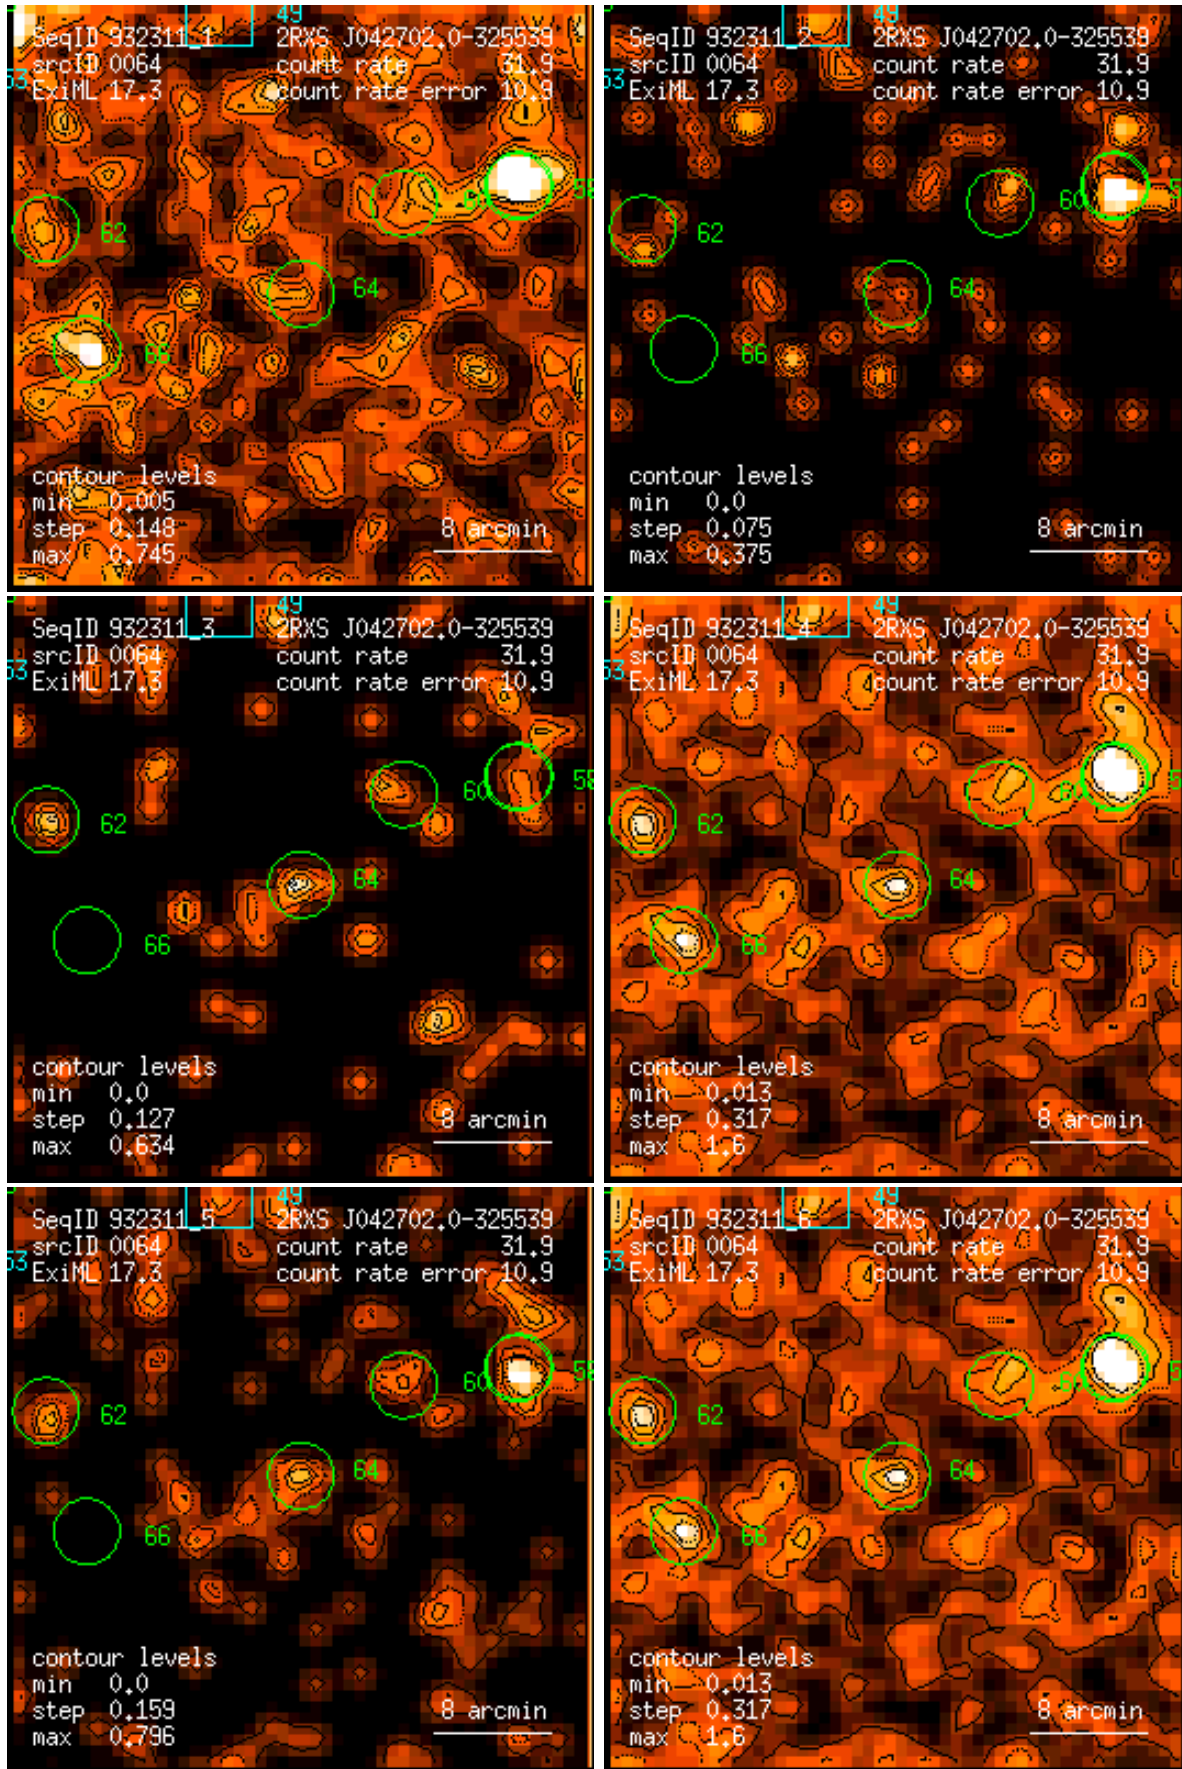 49
SeqID 932311_1 2RXS J042702.0-325539
srcID 0064 count rate 31.9
53
ExiML 17.3 count rate error 10.9
60 58
62
64
66
contour levels
min 0.005
step 0.148 8 arcmin
max 0.745
49
SeqID 932311_2 2RXS J042702.0-325539
srcID 0064 count rate 31.9
53
ExiML 17.3 count rate error 10.9
60 5
62
64
66
contour levels
min 0.0
step 0.075 8 arcmin
max 0.375
49
SeqID 932311_3 2RXS J042702.0-325539
srcID 0064 count rate 31.9
53
ExiML 17.3 count rate error 10.9
60 58
62
64
66
contour levels
min 0.0
step 0.127 8 arcmin
max 0.634
49
SeqID 932311_4 2RXS J042702.0-325539
srcID 0064 count rate 31.9
53
ExiML 17.3 count rate error 10.9
60 5
62
64
66
contour levels
min 0.013
step 0.317 8 arcmin
max 1.6
49
SeqID 932311_5 2RXS J042702.0-325539
srcID 0064 count rate 31.9
53
ExiML 17.3 count rate error 10.9
60 58
62
64
66
contour levels
min 0.0
step 0.159 8 arcmin
max 0.796
49
SeqID 932311_6 2RXS J042702.0-325539
srcID 0064 count rate 31.9
53
ExiML 17.3 count rate error 10.9
60 5
62
64
66
contour levels
min 0.013
step 0.317 8 arcmin
max 1.6